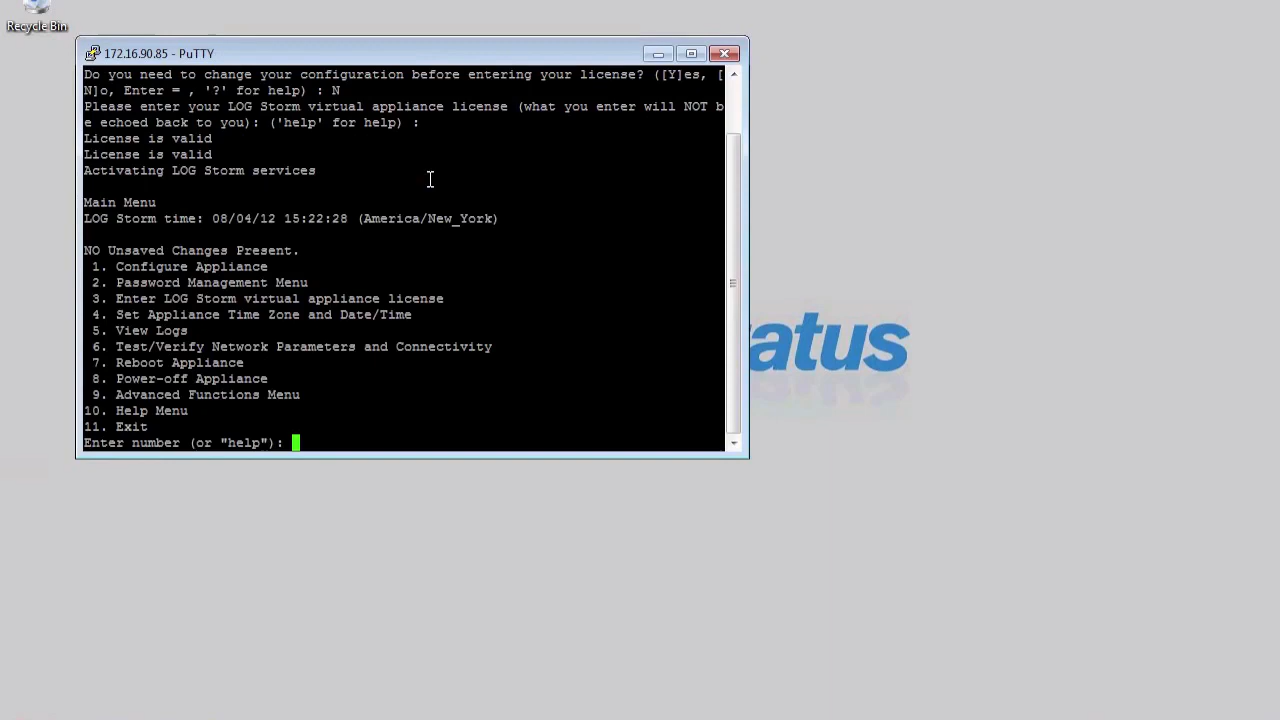 Recycle Bin
172.16.90.85 - PuTTY
Do you need to change your configuration before entering your license? ([Y]es, [
N]o, Enter = , '?' for help) : N
Please enter your LOG Storm virtual appliance license (what you enter will NOT b
e echoed back to you): ('help' for help) :
License is valid
License is valid
Activating LOG Storm services
Main Menu
LOG Storm time: 08/04/12 15:22:28 (America/New_York)
NO Unsaved Changes Present.
1. Configure Appliance
2. Password Management Menu
3. Enter LOG Storm virtual appliance license
4. Set Appliance Time Zone and Date/Time
5. View Logs
6. Test/Verify Network Parameters and Connectivity
7. Reboot Appliance
8. Power-off Appliance
9. Advanced Functions Menu
10. Help Menu
11. Exit
Enter number (or "help"):